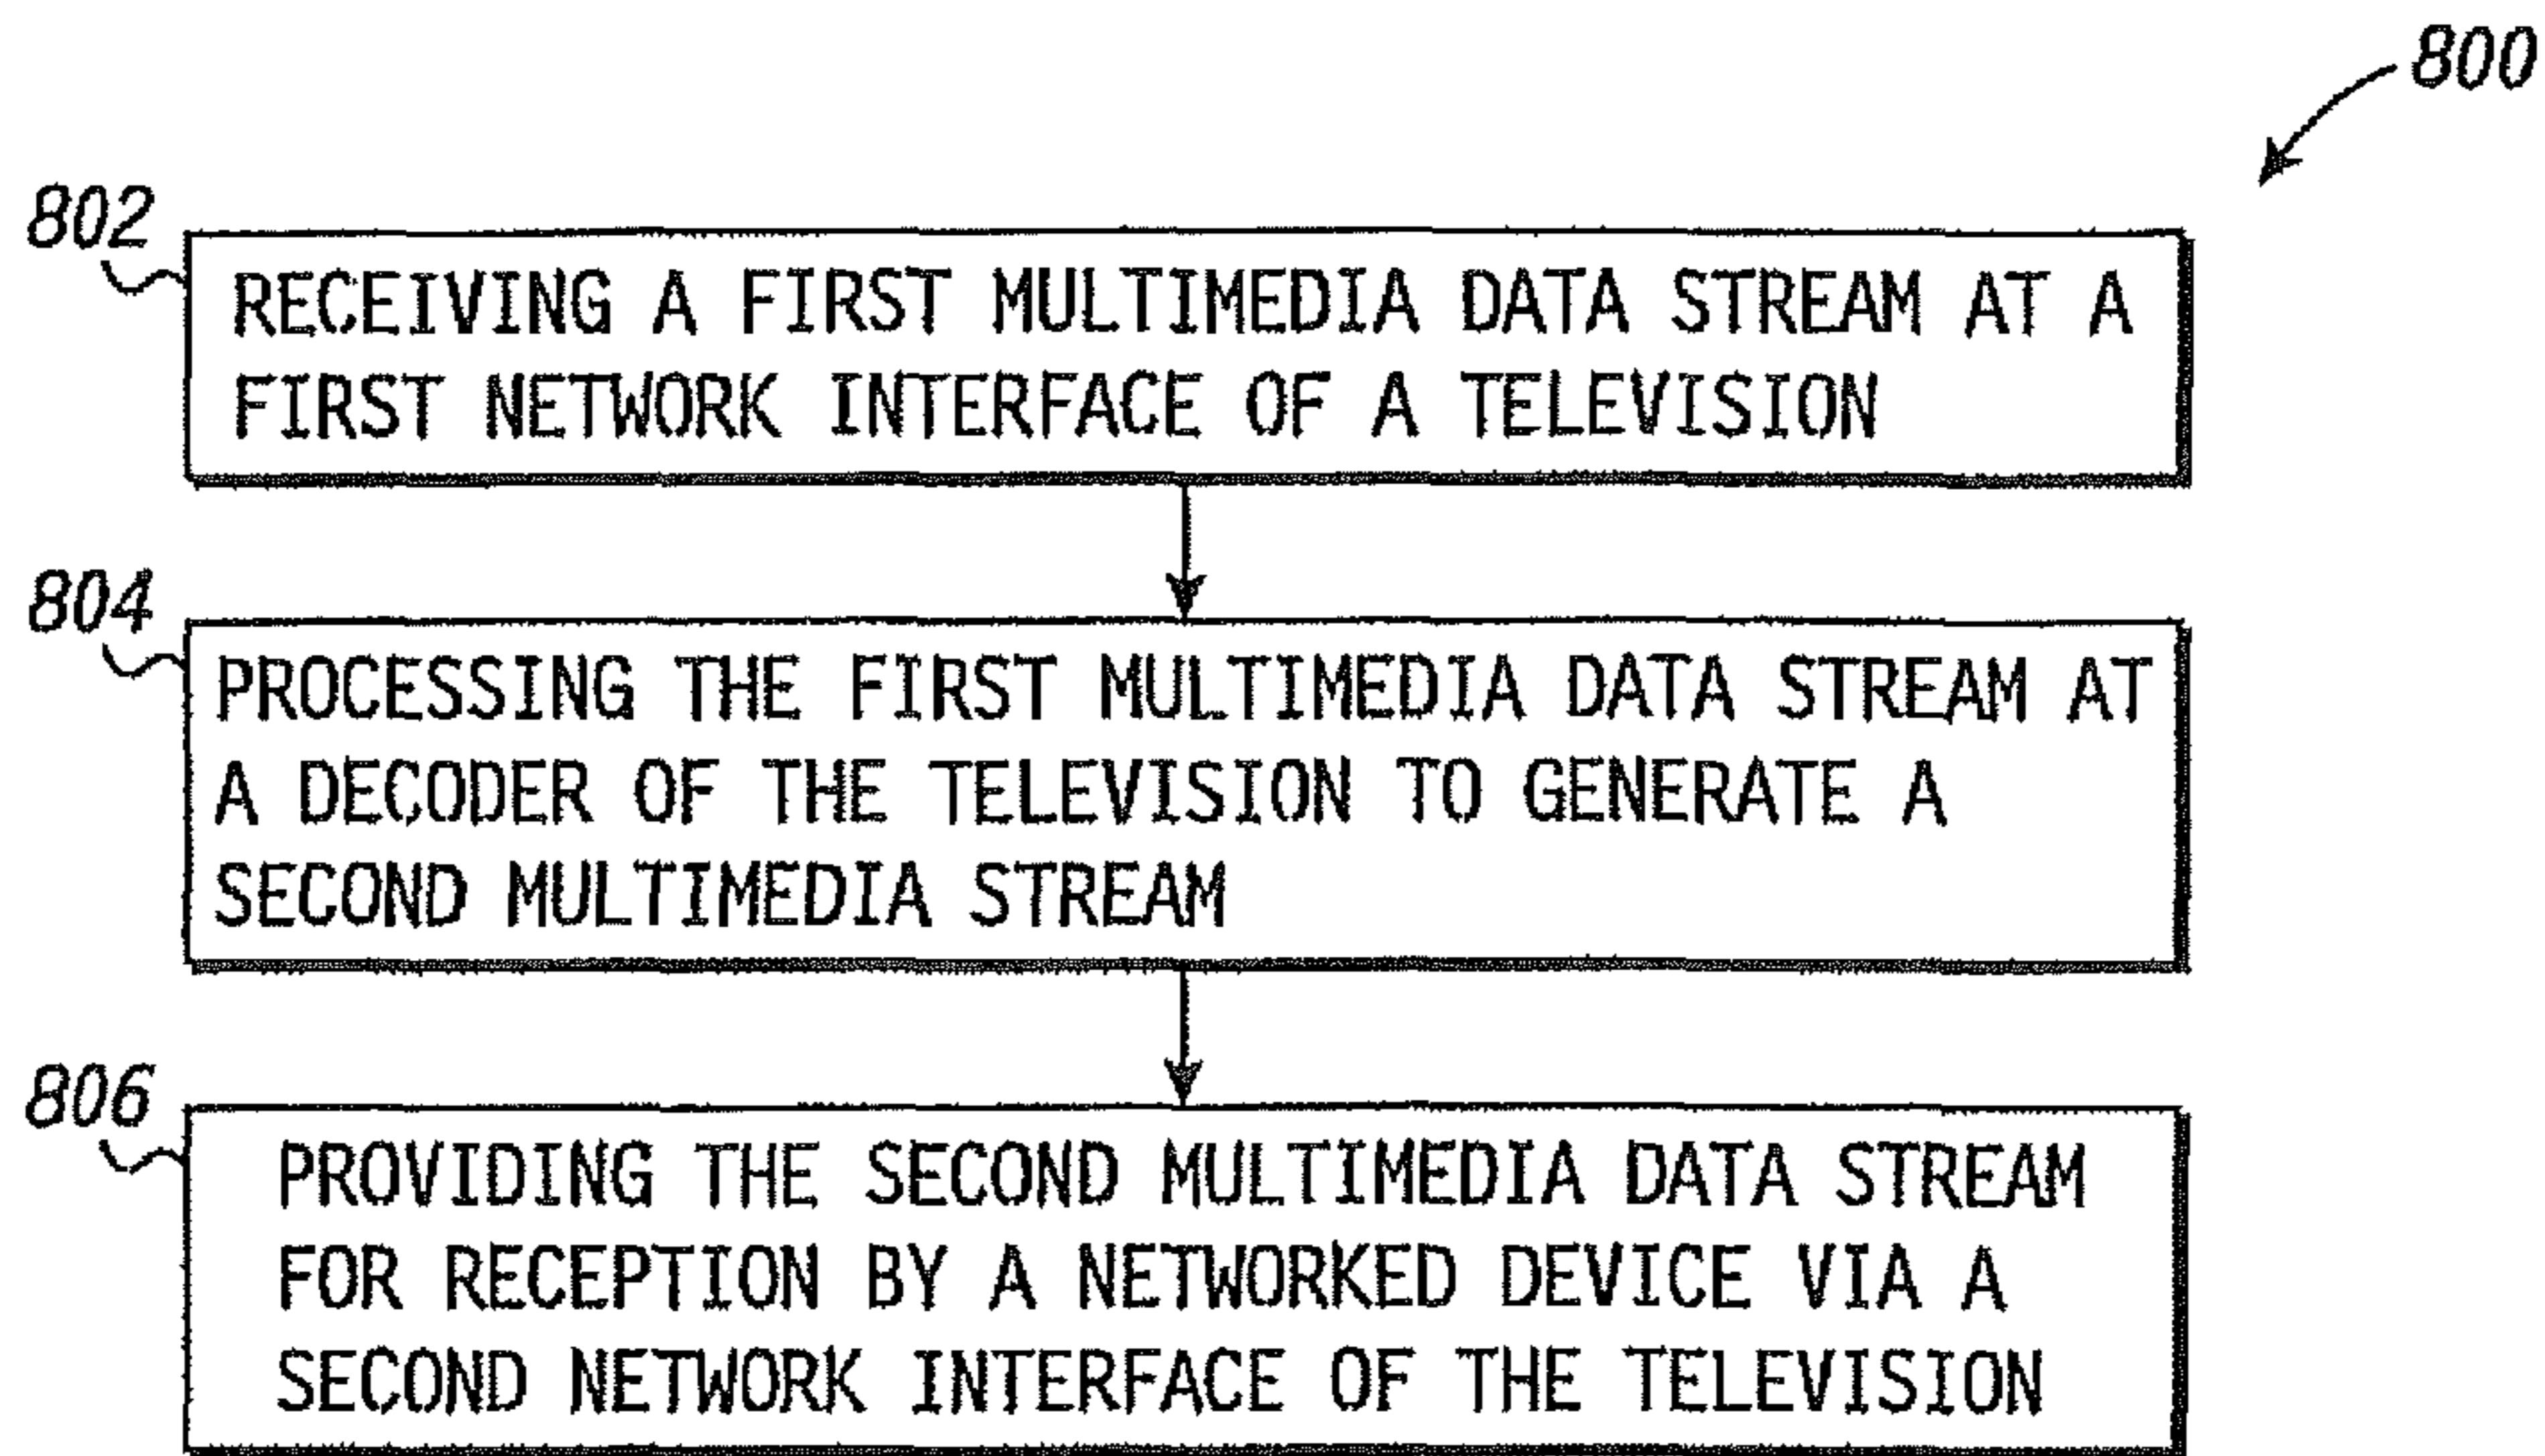 800
802
RECEIVING A FIRST MULTIMEDIA DATA STREAM AT A
FIRST NETWORK INTERFACE OF A TELEVISION
804
PROCESSING THE FIRST MULTIMEDIA DATA STREAM AT
A DECODER OF THE TELEVISION TO GENERATE A
SECOND MULTIMEDIA STREAM
806
PROVIDING THE SECOND MULTIMEDIA DATA STREAM
FOR RECEPTION BY A NETWORKED DEVICE VIA A
SECOND NETWORK INTERFACE OF THE TELEVISION